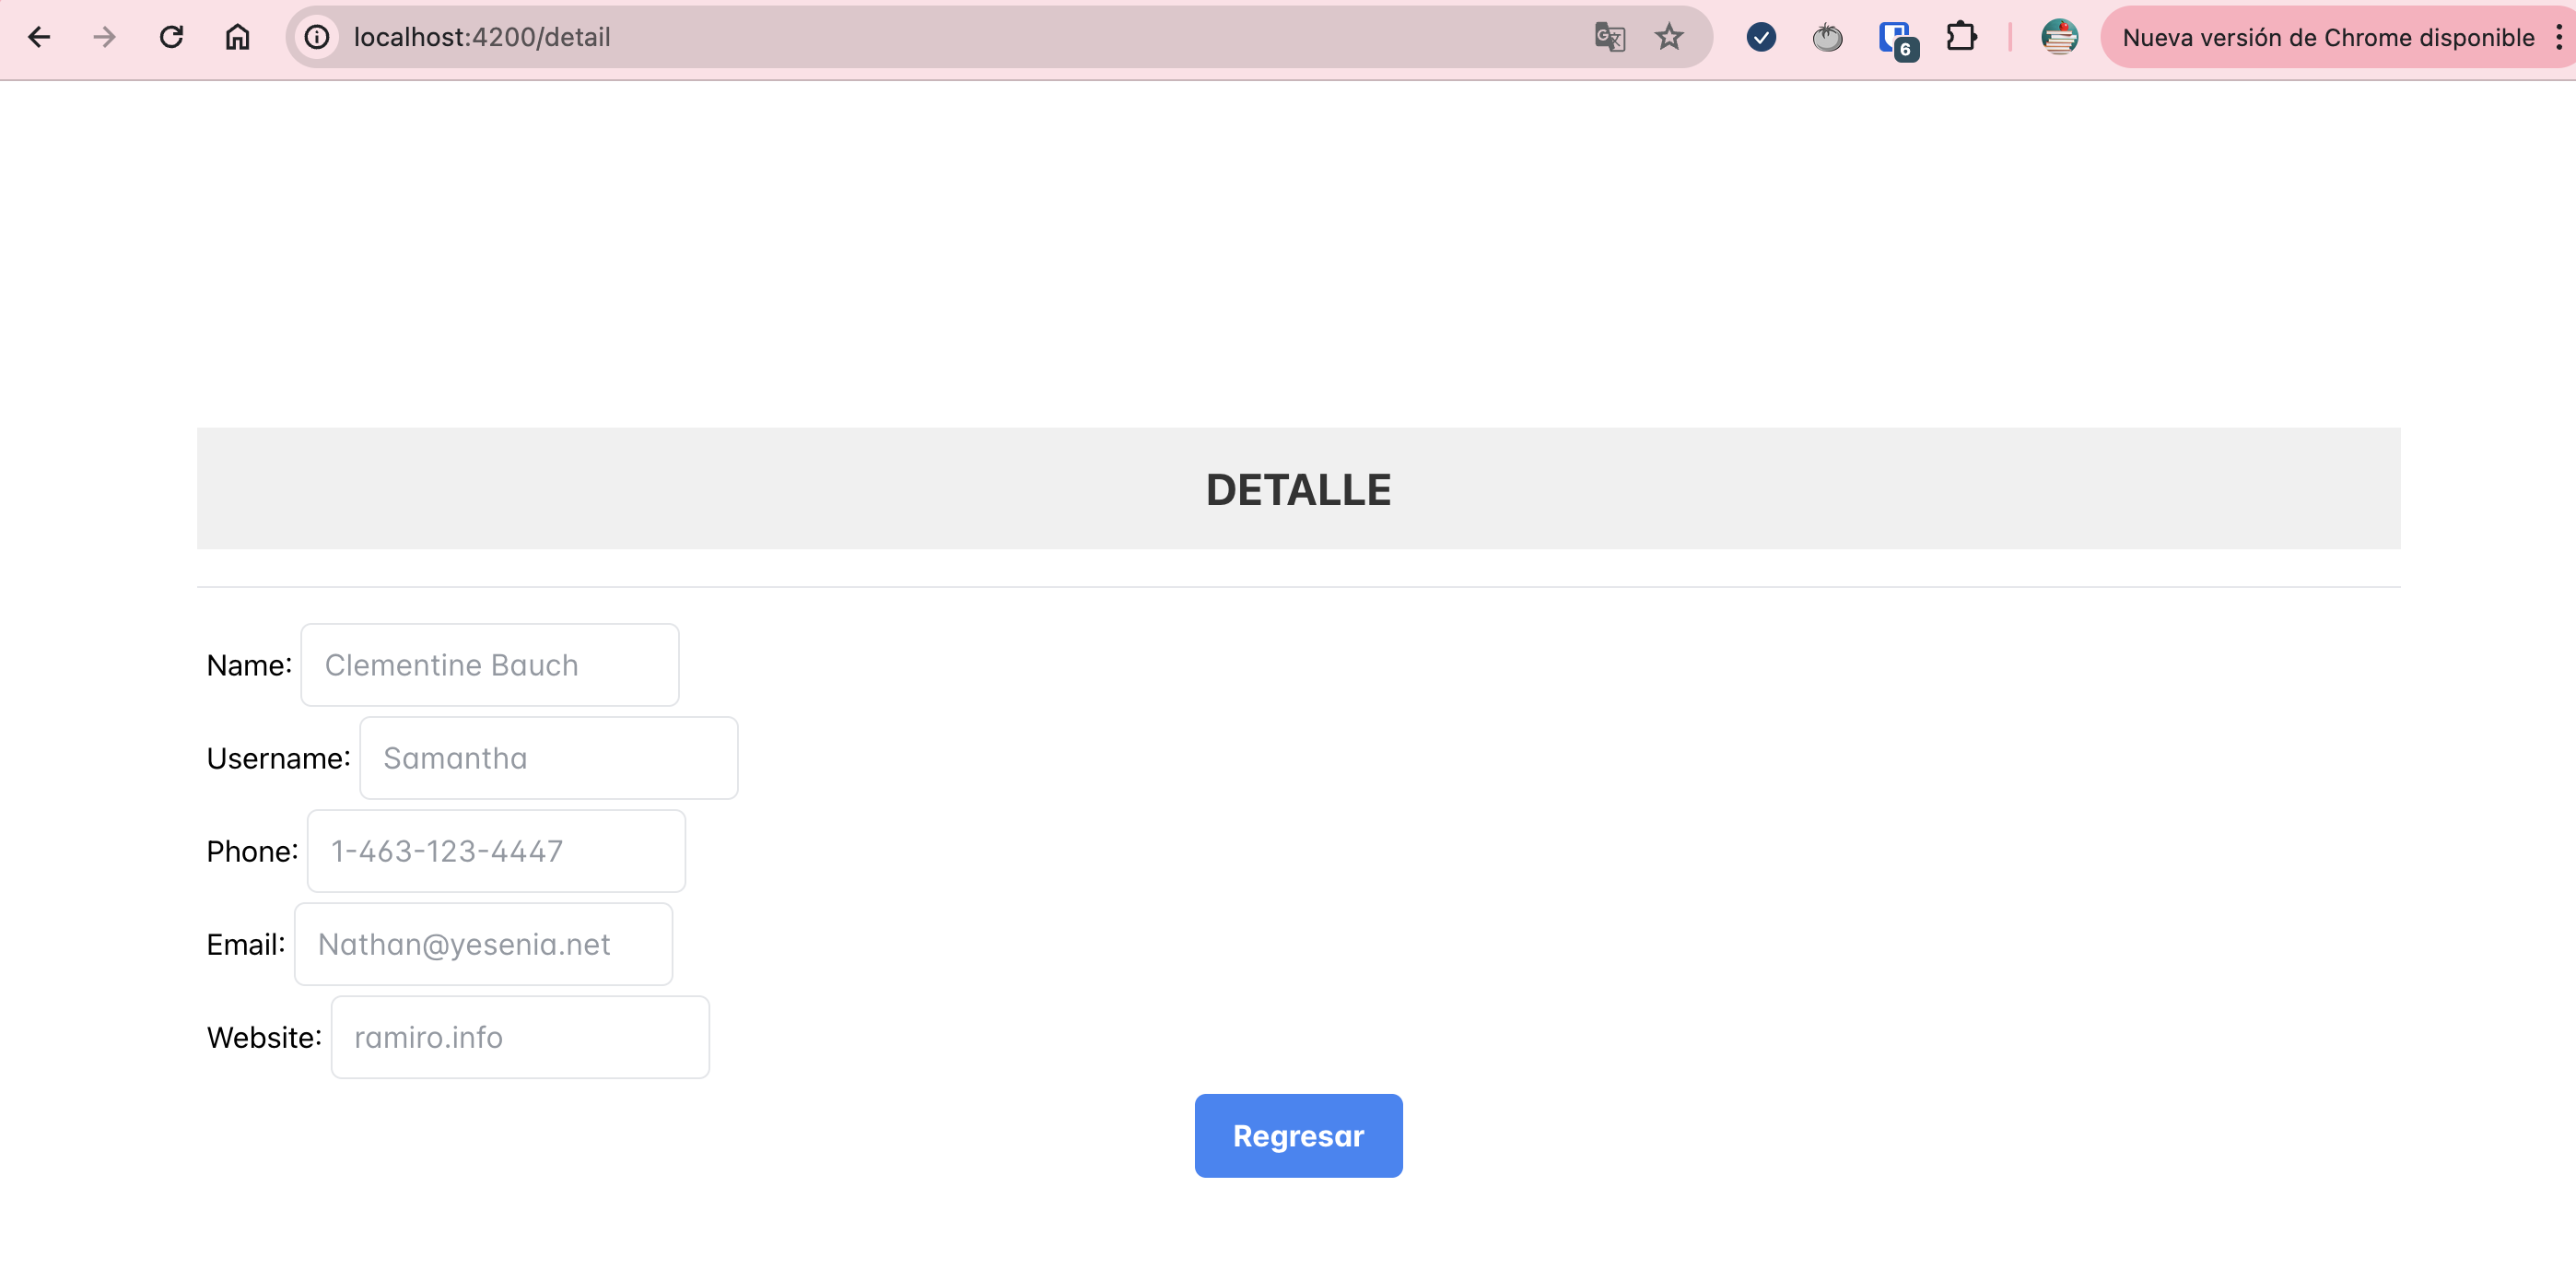 localhost:4200/detail
6
Nueva versión de Chrome disponible
DETALLE
Name: Clementine Bauch
Username: Samantha
Phone: 1-463-123-4447
Email: Nathan@yesenia.net
Website: ramiro.info
Regresar